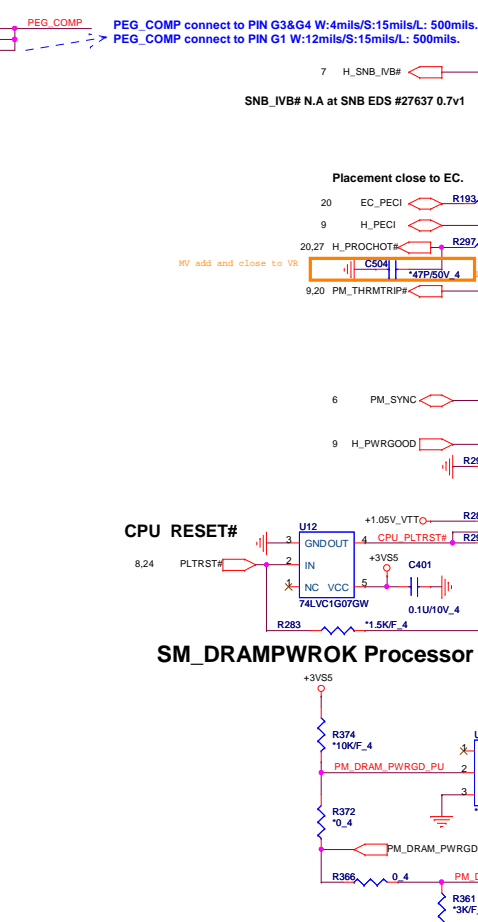 PEG_COMP
PEG_COMP connect to PIN G3&G4 W:4mils/S:15mils/L: 500mils.
PEG_COMP connect to PIN G1 W:12mils/S:15mils/L: 500mils.
7 H_SNB_IVB#
SNB_IVB# N.A at SNB EDS #27637 0.7v1
Placement close to EC.
20 EC_PECI R193
9 H_PECI
20,27 H_PROCHOT# R297
MV add and close to VR
C504
*47P/50V_4
9,20 PM_THRMTRIP#
6 PM_SYNC
9 H_PWRGOOD
CPU RESET#
U12
+1.05V_VTT
3 GND OUT 4 CPU_PLTRST#
8,24 PLTRST# 2 IN
+3VS5
C401
1 NC VCC 5
74LVC1G07GW
0.1U/10V_4
R283 *1.5K/F_4
SM_DRAMPWROK Processor
+3VS5
R374
*10K/F_4
1
PM_DRAM_PWRGD_PU 2
3
R372
*0_4
PM_DRAM_PWRGD
R366 0_4
R361